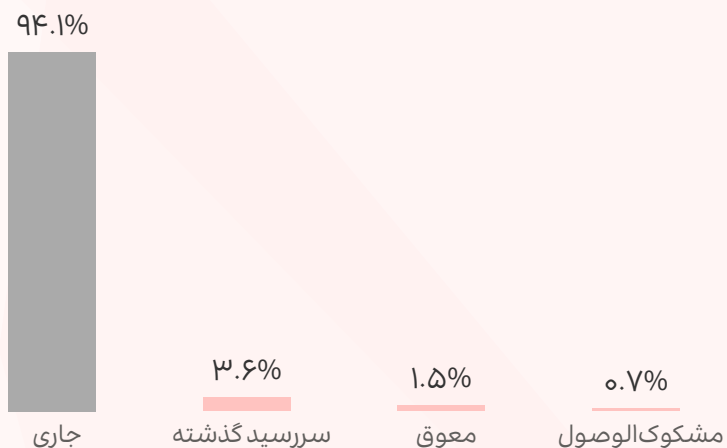 ۹۴.۱%
۳.۶%
۱.۵%
۰.۷%
جاری
سررسید گذشته
معوق
مشکوک‌الوصول